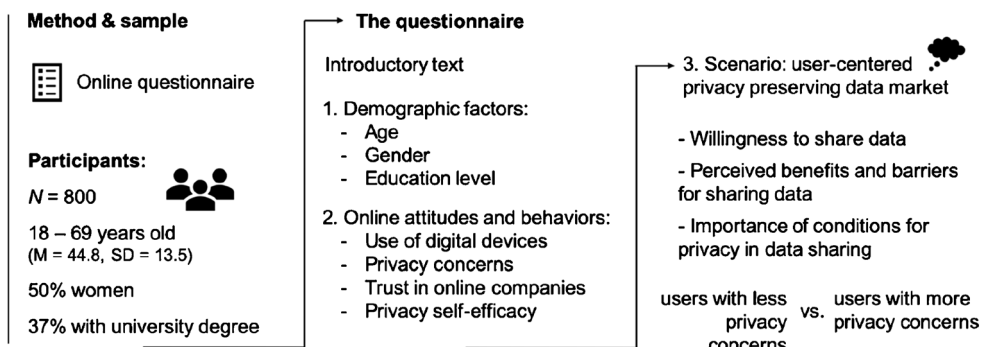 Method & sample
Online questionnaire
Participants:
N = 800
18 – 69 years old
(M = 44.8, SD = 13.5)
50% women
37% with university degree
The questionnaire
Introductory text
1. Demographic factors:
- Age
- Gender
- Education level
2. Online attitudes and behaviors:
- Use of digital devices
- Privacy concerns
- Trust in online companies
- Privacy self-efficacy
3. Scenario: user-centered
privacy preserving data market
- Willingness to share data
- Perceived benefits and barriers
for sharing data
- Importance of conditions for
privacy in data sharing
users with less
privacy
concerns
vs.
users with more
privacy concerns